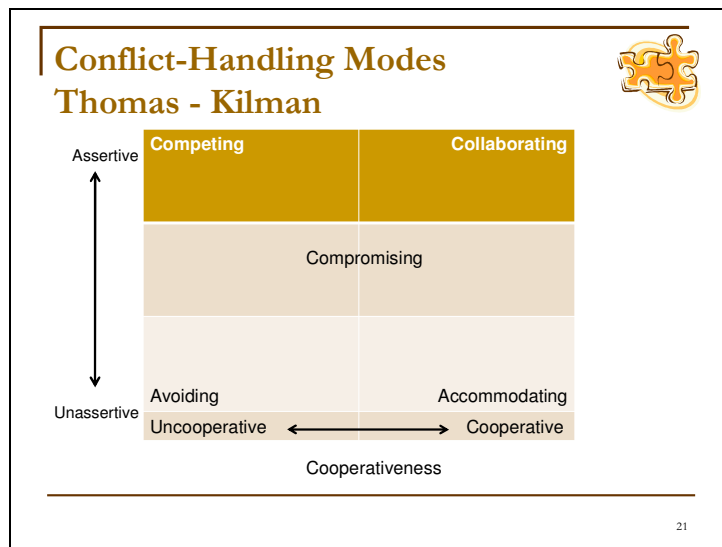 Conflict-Handling Modes
Thomas - Kilman
Assertive
Competing
Collaborating
Compromising
Avoiding
Accommodating
Unassertive
Uncooperative
Cooperative
Cooperativeness
21